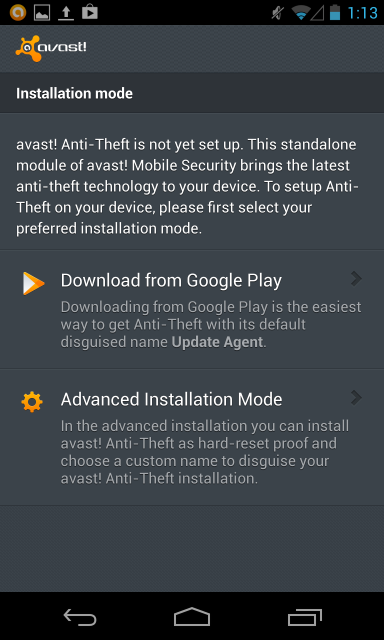 1:13
avast!
Installation mode
avast! Anti-Theft is not yet set up. This standalone
module of avast! Mobile Security brings the latest
anti-theft technology to your device. To setup Anti-
Theft on your device, please first select your
preferred installation mode.
Download from Google Play
Downloading from Google Play is the easiest
way to get Anti-Theft with its default
disguised name Update Agent.
Advanced Installation Mode
In the advanced installation you can install
avast! Anti-Theft as hard-reset proof and
choose a custom name to disguise your
avast! Anti-Theft installation.